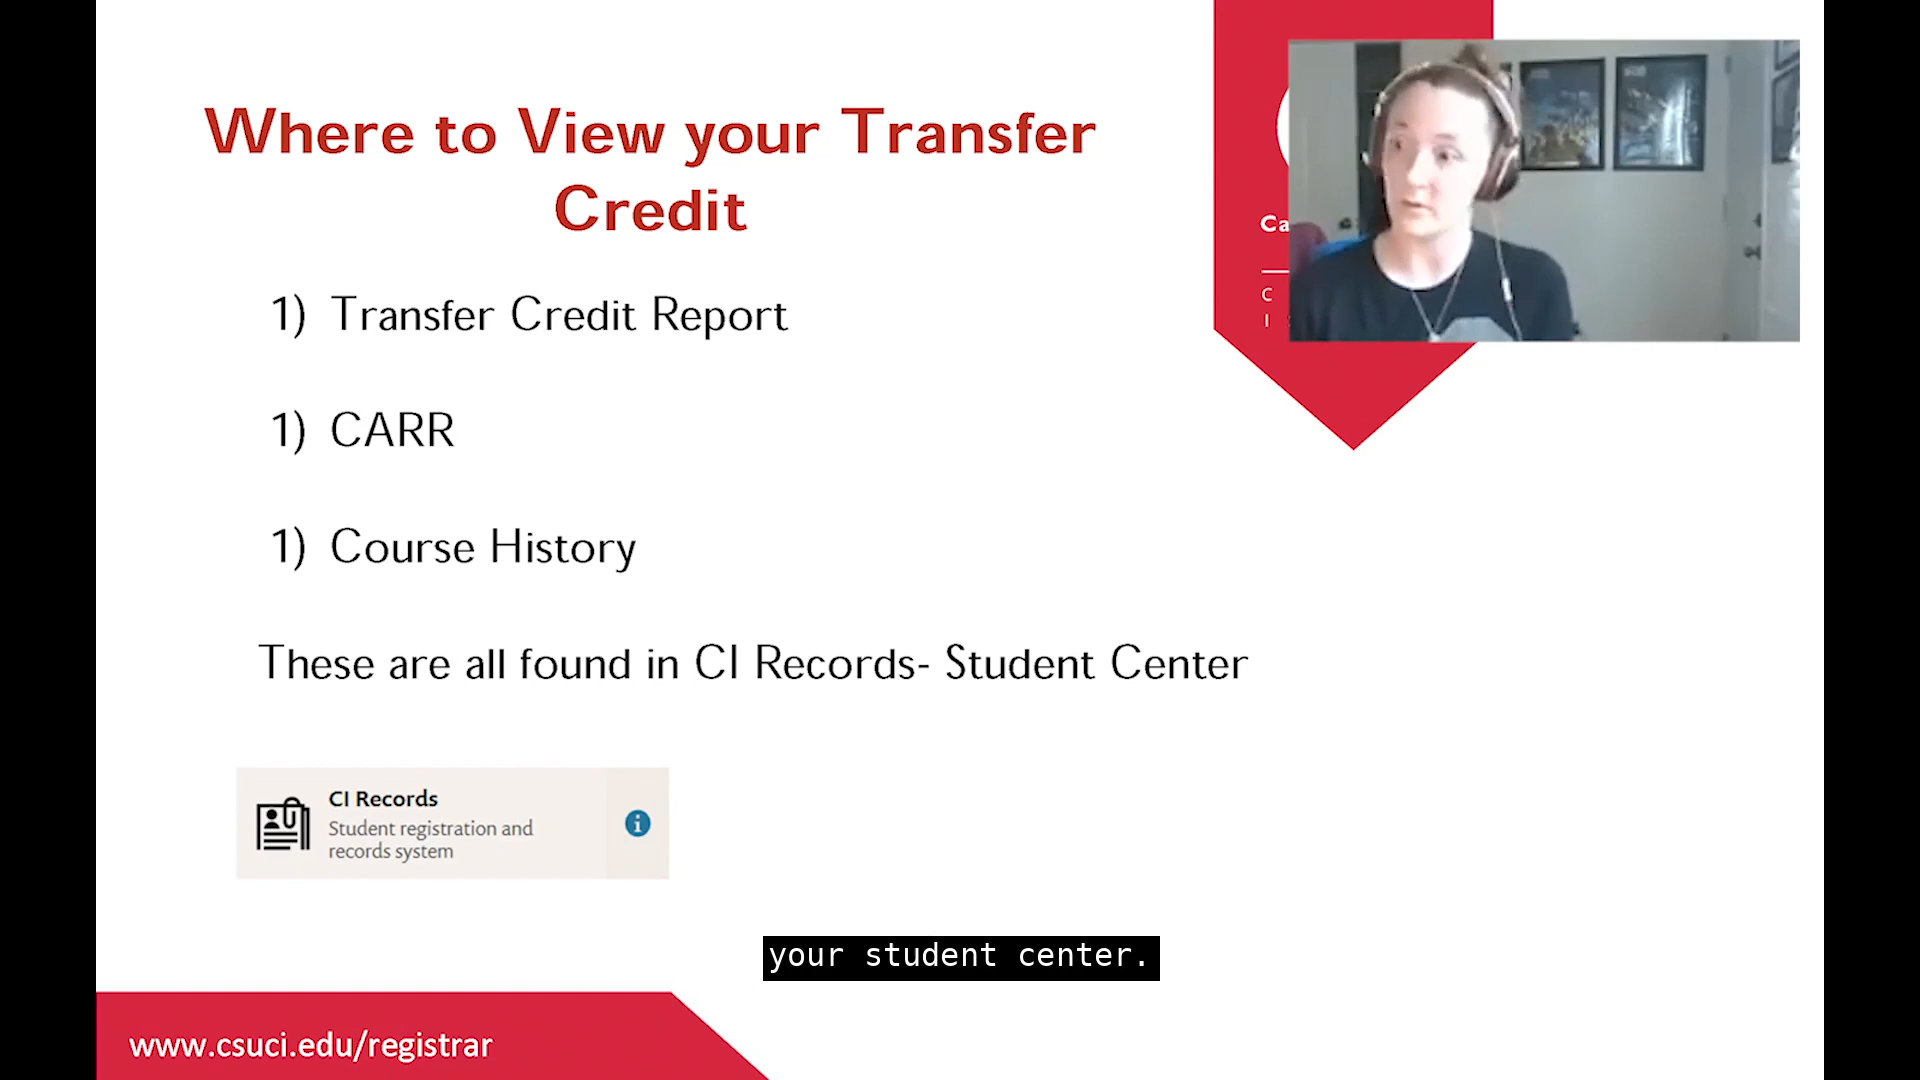 Where to View your Transfer
Credit
1) Transfer Credit Report
1) CARR
1) Course History
These are all found in CI Records- Student Center
CI Records
Student registration and
records system
your student center.
www.csuci.edu/registrar